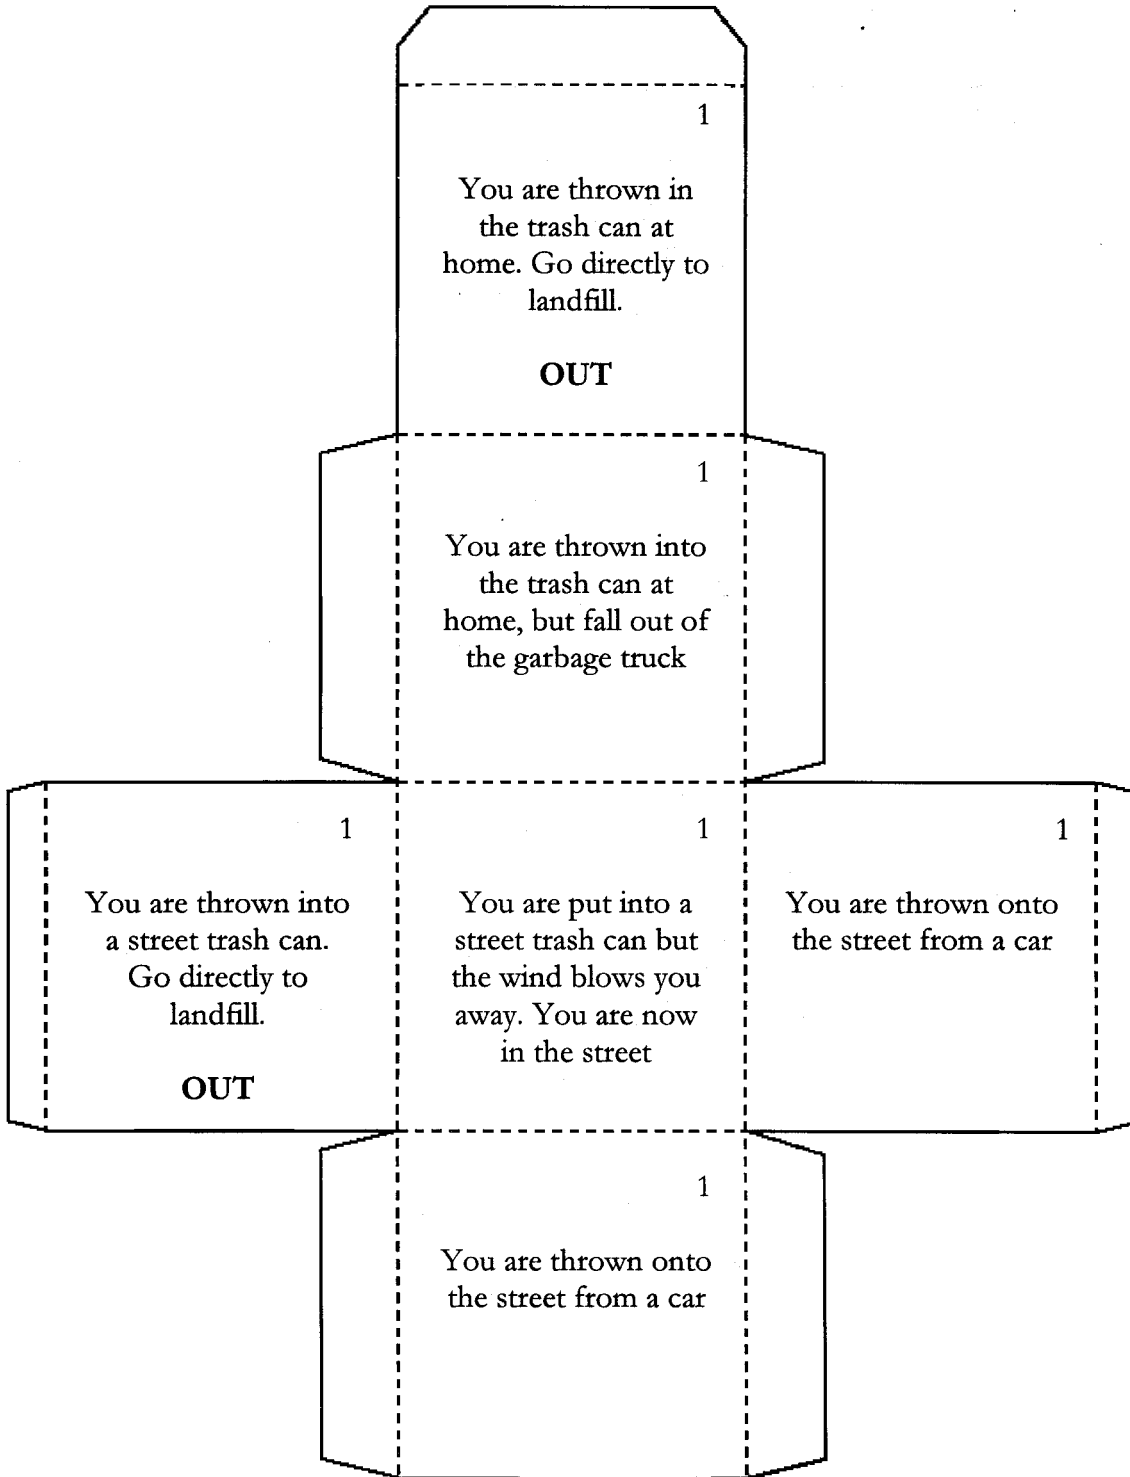 1
You are thrown in
the trash can at
home. Go directly to
landfill.
OUT
1
You are thrown into
the trash can at
home, but fall out of
the garbage truck
1
You are thrown into
a street trash can.
Go directly to
landfill.
OUT
1
You are put into a
street trash can but
the wind blows you
away. You are now
in the street
1
You are thrown onto
the street from a car
1
You are thrown onto
the street from a car